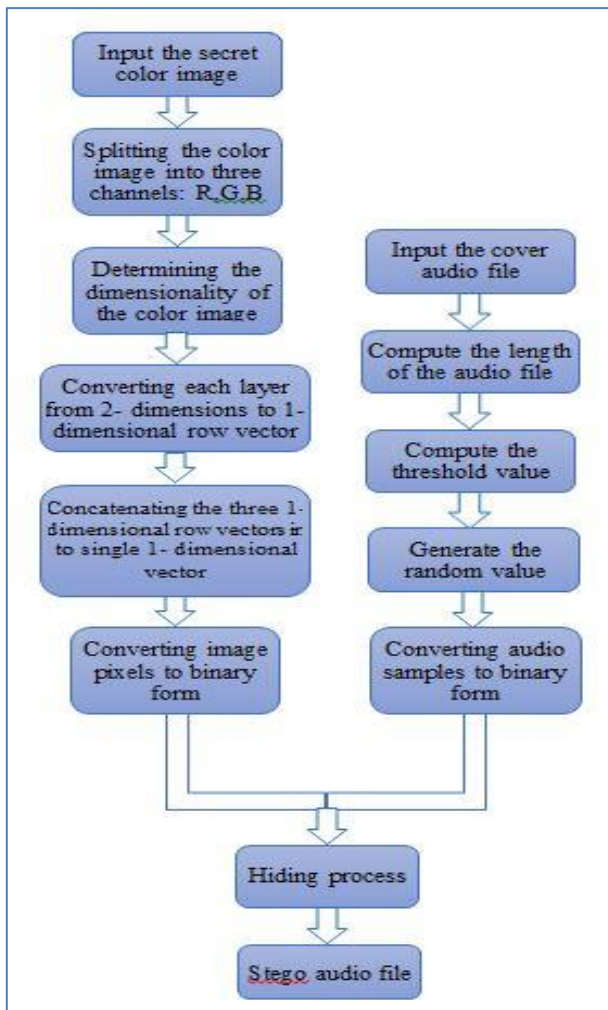 Input the secret
color image
Splitting the color
image into three
channels: R,G,B
Determining the
dimensionality of
the color image
Converting each layer
from 2- dimensions to 1-
dimensional row vector
Concatenating the three 1-
dimensional row vectors ir
to single 1- dimensional
vector
Converting image
pixels to binary
form
Input the cover
audio file
Compute the length
of the audio file
Compute the
threshold value
Generate the
random value
Converting audio
samples to binary
form
Hiding process
Stego audio file